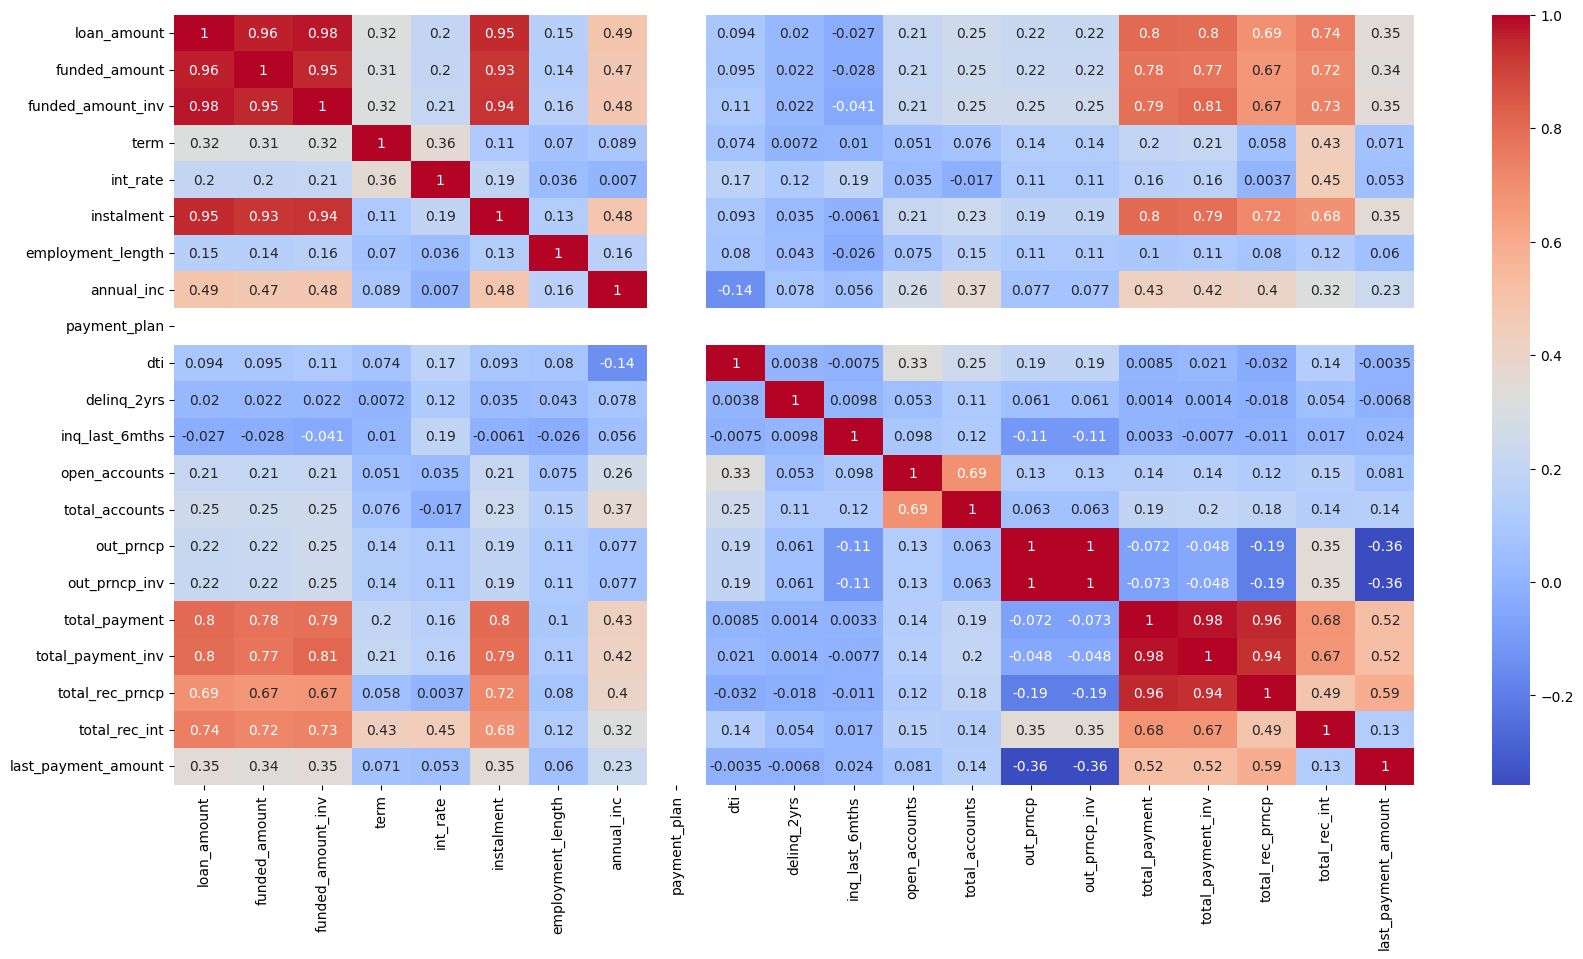 loan_amount 1 0.96 0.98 0.32 0.2 0.95 0.15 0.49 0.094 0.02 -0.027 0.21 0.25 0.22 0.22 0.8 0.8 0.69 0.74 0.35
funded_amount 0.96 1 0.95 0.31 0.2 0.93 0.14 0.47 0.095 0.022 -0.028 0.21 0.25 0.22 0.22 0.78 0.77 0.67 0.72 0.34
funded_amount_inv 0.98 0.95 1 0.32 0.21 0.94 0.16 0.48 0.11 0.022 -0.041 0.21 0.25 0.25 0.25 0.79 0.81 0.67 0.73 0.35
term 0.32 0.31 0.32 1 0.36 0.11 0.07 0.089 0.074 0.0072 0.01 0.051 0.076 0.14 0.14 0.2 0.21 0.058 0.43 0.071
int_rate 0.2 0.2 0.21 0.36 1 0.19 0.036 0.007 0.17 0.12 0.19 0.035 -0.017 0.11 0.11 0.16 0.16 0.0037 0.45 0.053
instalment 0.95 0.93 0.94 0.11 0.19 1 0.13 0.48 0.093 0.035 -0.0061 0.21 0.23 0.19 0.19 0.8 0.79 0.72 0.68 0.35
employment_length 0.15 0.14 0.16 0.07 0.036 0.13 1 0.16 0.08 0.043 -0.026 0.075 0.15 0.11 0.11 0.1 0.11 0.08 0.12 0.06
annual_inc 0.49 0.47 0.48 0.089 0.007 0.48 0.16 1 -0.14 0.078 0.056 0.26 0.37 0.077 0.077 0.43 0.42 0.4 0.32 0.23
payment_plan
dti 0.094 0.095 0.11 0.074 0.17 0.093 0.08 -0.14 1 0.0038 -0.0075 0.33 0.25 0.19 0.19 0.0085 0.021 -0.032 0.14 -0.0035
delinq_2yrs 0.02 0.022 0.022 0.0072 0.12 0.035 0.043 0.078 0.0038 1 0.0098 0.053 0.11 0.061 0.061 0.0014 0.0014 -0.018 0.054 -0.0068
inq_last_6mths -0.027 -0.028 -0.041 0.01 0.19 -0.0061 -0.026 0.056 -0.0075 0.0098 1 0.098 0.12 -0.11 -0.11 0.0033 -0.0077 -0.011 0.017 0.024
open_accounts 0.21 0.21 0.21 0.051 0.035 0.21 0.075 0.26 0.33 0.053 0.098 1 0.69 0.13 0.13 0.14 0.14 0.12 0.15 0.081
total_accounts 0.25 0.25 0.25 0.076 -0.017 0.23 0.15 0.37 0.25 0.11 0.12 0.69 1 0.063 0.063 0.19 0.2 0.18 0.14 0.14
out_prncp 0.22 0.22 0.25 0.14 0.11 0.19 0.11 0.077 0.19 0.061 -0.11 0.13 0.063 1 1 -0.072 -0.048 -0.19 0.35 -0.36
out_prncp_inv 0.22 0.22 0.25 0.14 0.11 0.19 0.11 0.077 0.19 0.061 -0.11 0.13 0.063 1 1 -0.073 -0.048 -0.19 0.35 -0.36
total_payment 0.8 0.78 0.79 0.2 0.16 0.8 0.1 0.43 0.0085 0.0014 0.0033 0.14 0.19 -0.072 -0.073 1 0.98 0.96 0.68 0.52
total_payment_inv 0.8 0.77 0.81 0.21 0.16 0.79 0.11 0.42 0.021 0.0014 -0.0077 0.14 0.2 -0.048 -0.048 0.98 1 0.94 0.67 0.52
total_rec_prncp 0.69 0.67 0.67 0.058 0.0037 0.72 0.08 0.4 -0.032 -0.018 -0.011 0.12 0.18 -0.19 -0.19 0.96 0.94 1 0.49 0.59
total_rec_int 0.74 0.72 0.73 0.43 0.45 0.68 0.12 0.32 0.14 0.054 0.017 0.15 0.14 0.35 0.35 0.68 0.67 0.49 1 0.13
last_payment_amount 0.35 0.34 0.35 0.071 0.053 0.35 0.06 0.23 -0.0035 -0.0068 0.024 0.081 0.14 -0.36 -0.36 0.52 0.52 0.59 0.13 1
loan_amount
funded_amount
funded_amount_inv
term
int_rate
instalment
employment_length
annual_inc
payment_plan
dti
delinq_2yrs
inq_last_6mths
open_accounts
total_accounts
out_prncp
out_prncp_inv
total_payment
total_payment_inv
total_rec_prncp
total_rec_int
last_payment_amount
1.0
0.8
0.6
0.4
0.2
0.0
−0.2